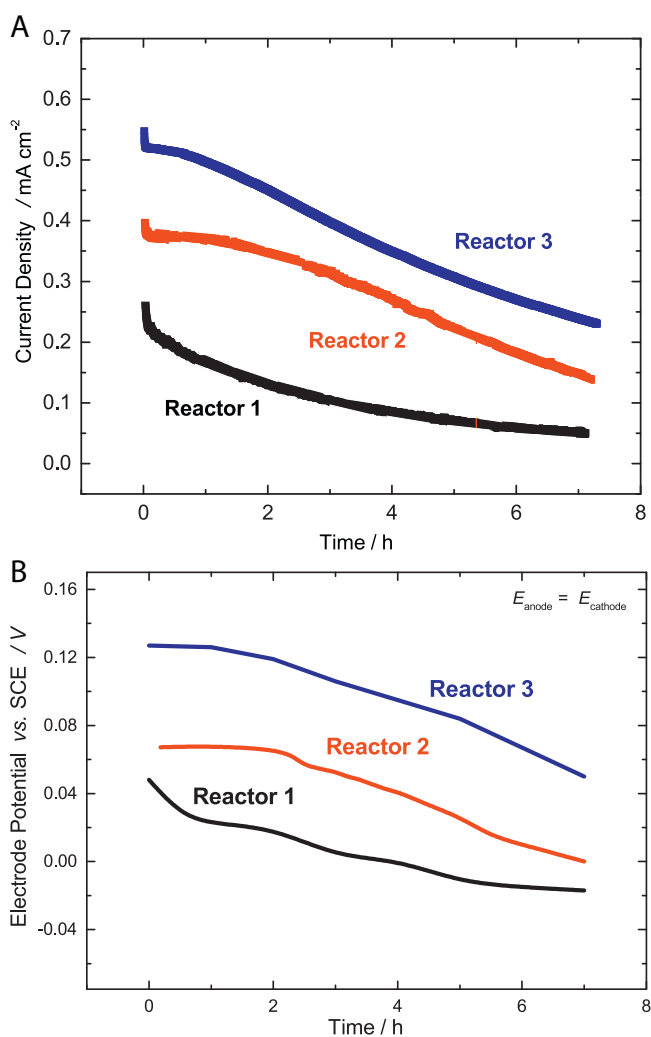 A
0.7
0.6
0.5
0.4
0.3
0.2
0.1
0.0
Current Density / mA cm⁻²
Reactor 3
Reactor 2
Reactor 1
0 2 4 6 8
Time / h
B
0.16
0.12
0.08
0.04
0.00
-0.04
Electrode Potential vs. SCE / V
E anode = E cathode
Reactor 3
Reactor 2
Reactor 1
0 2 4 6 8
Time / h